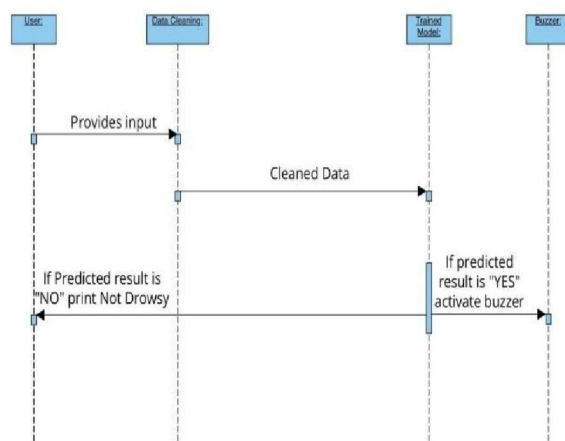 User:
Data Cleaning:
Trained
Model:
Buzzer:
Provides input
Cleaned Data
If Predicted result is
"NO" print Not Drowsy
If predicted
result is "YES"
activate buzzer